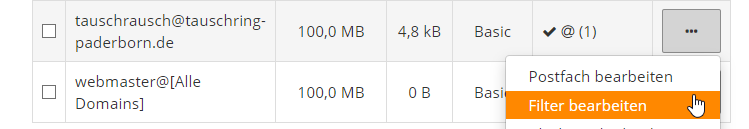 tauschrausch@tauschring-
paderborn.de
100,0 MB
4,8 kB
Basic
✔ @ (1)
•••
webmaster@[Alle
Domains]
100,0 MB
0 B
Postfach bearbeiten
Filter bearbeiten